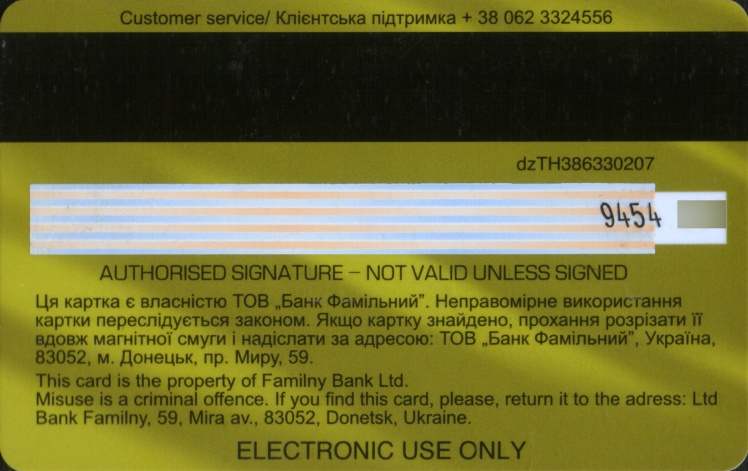 Customer service/ Клієнтська підтримка + 38 062 3324556
dzTH386330207
9454
AUTHORISED SIGNATURE – NOT VALID UNLESS SIGNED
Ця картка є власністю ТОВ „Банк Фамільний”. Неправомірне використання
картки переслідується законом. Якщо картку знайдено, прохання розрізати її
вдовж магнітної смуги і надіслати за адресою: ТОВ „Банк Фамільний”, Україна,
83052, м. Донецьк, пр. Миру, 59.
This card is the property of Familny Bank Ltd.
Misuse is a criminal offence. If you find this card, please, return it to the adress: Ltd
Bank Familny, 59, Mira av., 83052, Donetsk, Ukraine.
ELECTRONIC USE ONLY